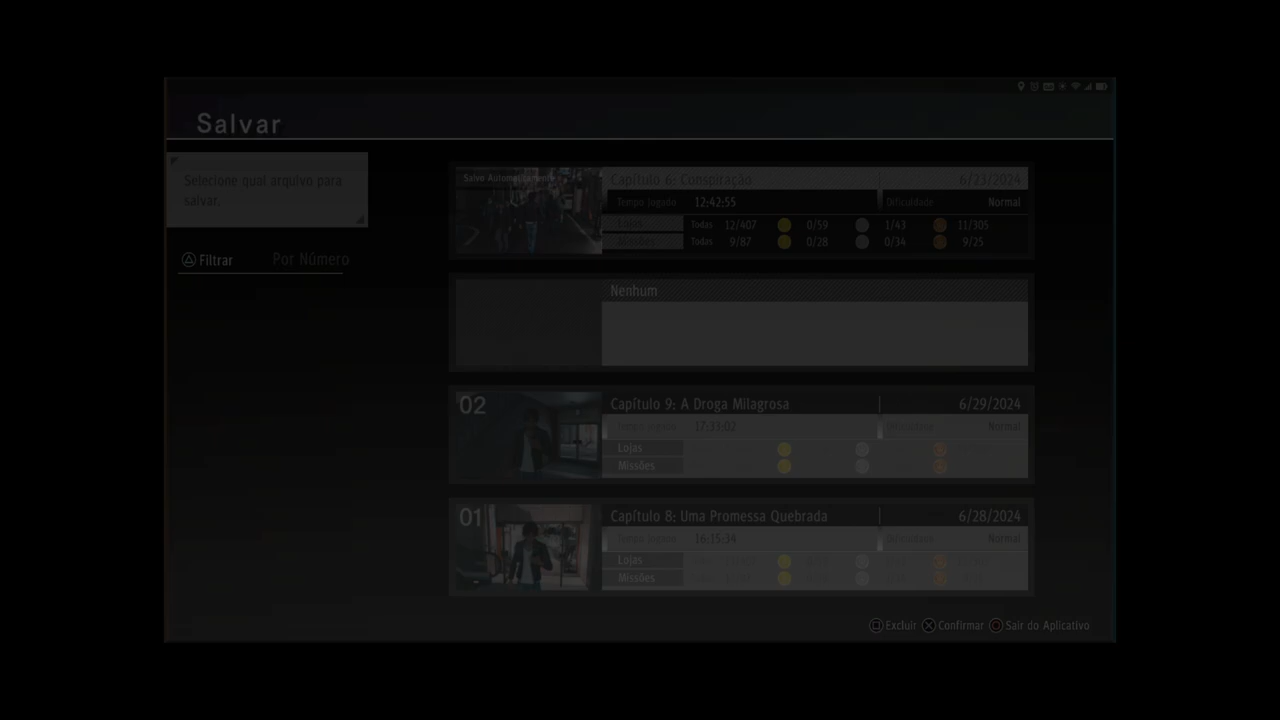 Salvar
Selecione qual arquivo para
salvar.
Filtrar Por Número
Salvo Automaticamente
Capítulo 6: Conspiração 6/23/2024
Tempo Jogado 12:42:55 Dificuldade Normal
Lojas Todas 12/407 0/59 1/43 11/305
Missões Todas 9/87 0/28 0/34 9/25
Nenhum
02
Capítulo 9: A Droga Milagrosa 6/29/2024
Tempo Jogado 17:33:02 Dificuldade Normal
Lojas
Missões
01
Capítulo 8: Uma Promessa Quebrada 6/28/2024
Tempo Jogado 16:15:34 Dificuldade Normal
Lojas
Missões
Excluir Confirmar Sair do Aplicativo